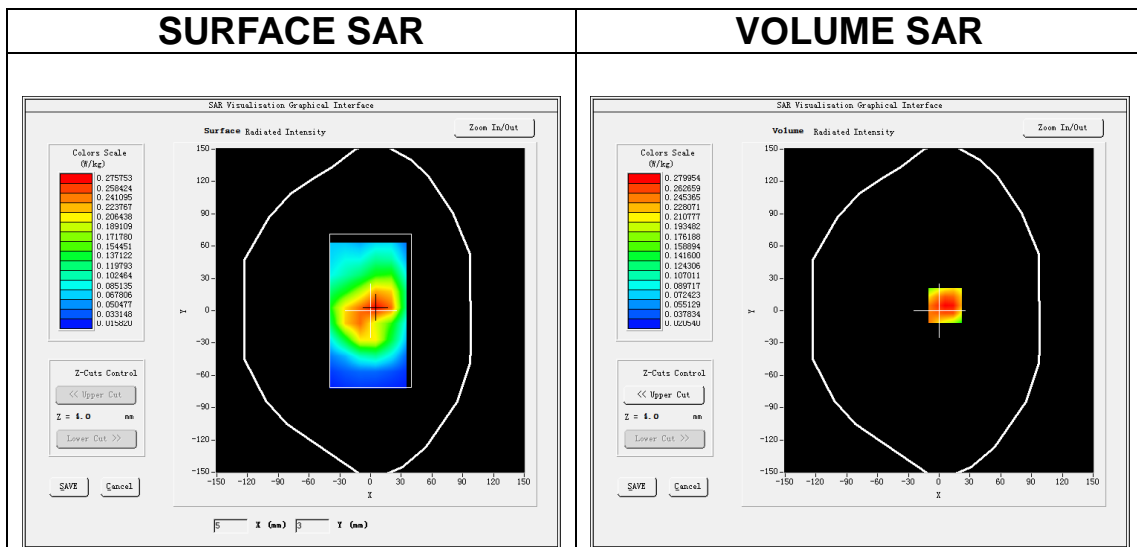 SURFACE SAR
VOLUME SAR
SAR Visualisation Graphical Interface
Surface Radiated Intensity
Zoom In/Out
Colors Scale
(W/kg)
0.275753
0.258424
0.241095
0.223767
0.206438
0.189109
0.171780
0.154451
0.137122
0.119793
0.102464
0.085135
0.067806
0.050477
0.033148
0.015820
Z-Cuts Control
<< Upper Cut
Z = 4.0 mm
Lower Cut >>
SAVE
Cancel
150
120
90
60
30
0
-30
-60
-90
-120
-150
Y
-150 -120 -90 -60 -30 0 30 60 90 120 150
X
5 X (mm) 3 Y (mm)
SAR Visualisation Graphical Interface
Volume Radiated Intensity
Zoom In/Out
Colors Scale
(W/kg)
0.279954
0.262659
0.245365
0.228071
0.210777
0.193482
0.176188
0.158894
0.141600
0.124306
0.107011
0.089717
0.072423
0.055129
0.037834
0.020540
Z-Cuts Control
<< Upper Cut
Z = 4.0 mm
Lower Cut >>
SAVE
Cancel
150
120
90
60
30
0
-30
-60
-90
-120
-150
Y
-150 -120 -90 -60 -30 0 30 60 90 120 150
X